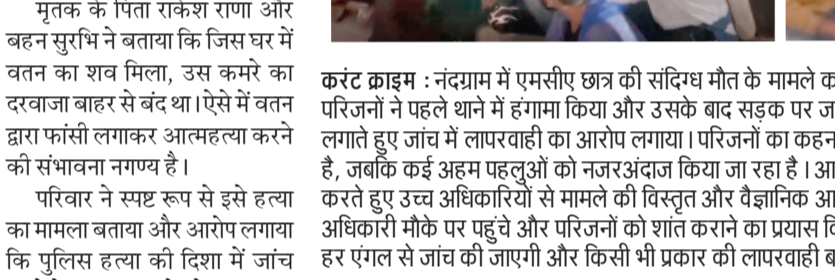 मृतक के पिता राकेश राणा और
बहन सुरभि ने बताया कि जिस घर में
वतन का शव मिला, उस कमरे का
दरवाजा बाहर से बंद था। ऐसे में वतन
द्वारा फांसी लगाकर आत्महत्या करने
की संभावना नगण्य है।
परिवार ने स्पष्ट रूप से इसे हत्या
का मामला बताया और आरोप लगाया
कि पुलिस हत्या की दिशा में जांच
करंट क्राइम : नंदग्राम में एमसीए छात्र की संदिग्ध मौत के मामले
परिजनों ने पहले थाने में हंगामा किया और उसके बाद सड़क पर
लगाते हुए जांच में लापरवाही का आरोप लगाया। परिजनों का
है, जबकि कई अहम पहलुओं को नजरअंदाज किया जा रहा है।
करते हुए उच्च अधिकारियों से मामले की विस्तृत और वैज्ञानिक
अधिकारी मौके पर पहुंचे और परिजनों को शांत कराने का प्रयास
हर एंगल से जांच की जाएगी और किसी भी प्रकार की लापरवाही